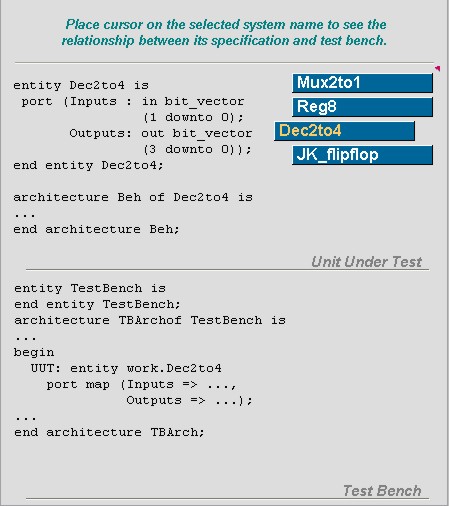 Place cursor on the selected system name to see the
relationship between its specification and test bench.
entity Dec2to4 is
port (Inputs : in bit_vector
(1 downto 0);
Outputs: out bit_vector
(3 downto 0));
end entity Dec2to4;
architecture Beh of Dec2to4 is
...
end architecture Beh;
Mux2to1
Reg8
Dec2to4
JK_flipflop
Unit Under Test
entity TestBench is
end entity TestBench;
architecture TBArchof TestBench is
...
begin
UUT: entity work.Dec2to4
port map (Inputs => ...,
Outputs => ...);
...
end architecture TBArch;
Test Bench